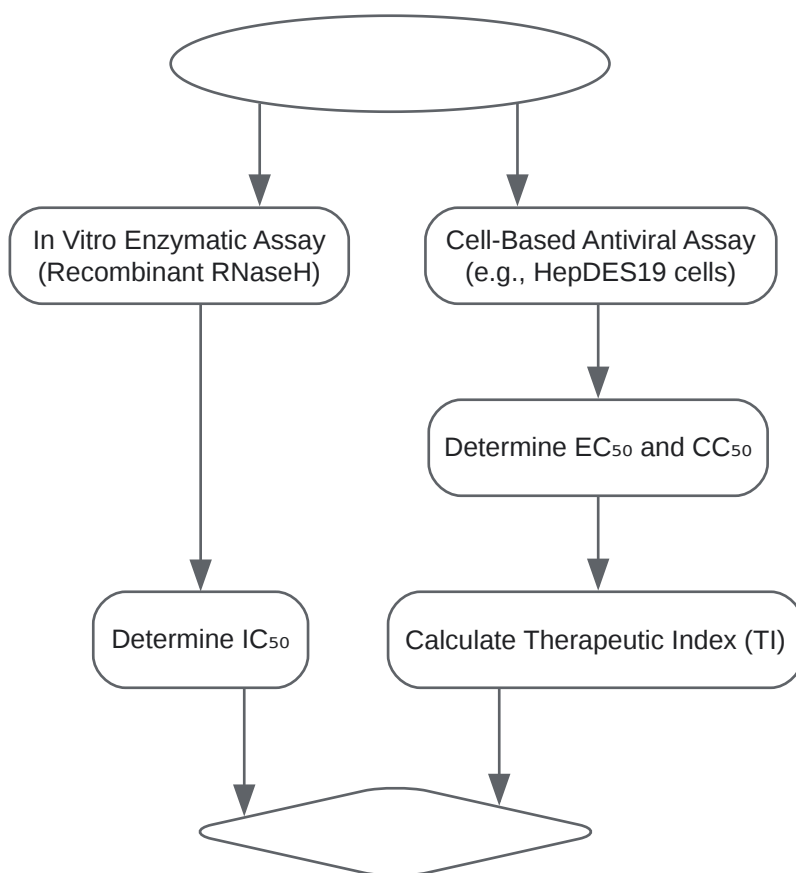 In Vitro Enzymatic Assay
(Recombinant RNaseH)
Cell-Based Antiviral Assay
(e.g., HepDES19 cells)
Determine EC₅₀ and CC₅₀
Determine IC₅₀
Calculate Therapeutic Index (TI)